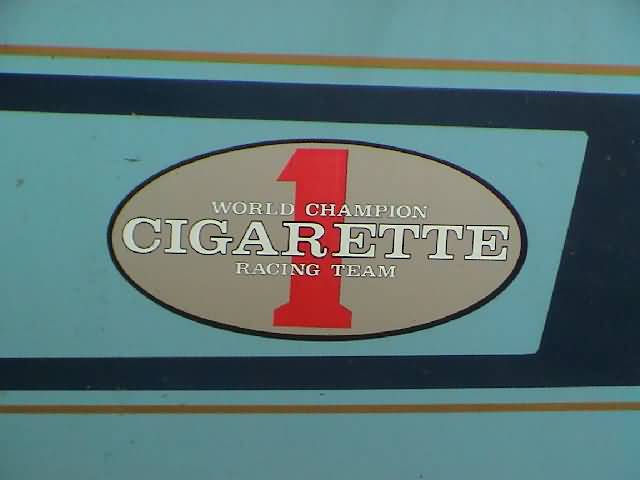 1
WORLD CHAMPION
CIGARETTE
RACING TEAM